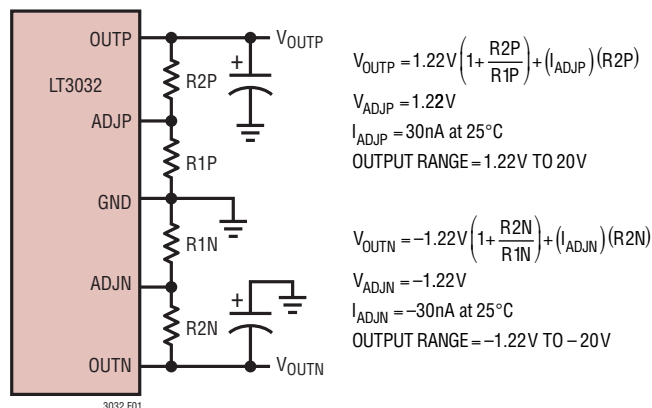 OUTP
V_OUTP
+
R2P
LT3032
ADJP
R1P
GND
R1N
ADJN
+
R2N
OUTN
V_OUTN
3032 F01
V_OUTP = 1.22V (1 + R2P/R1P) + (I_ADJP)(R2P)
V_ADJP = 1.22V
I_ADJP = 30nA at 25°C
OUTPUT RANGE = 1.22V TO 20V
V_OUTN = –1.22V (1 + R2N/R1N) + (I_ADJN)(R2N)
V_ADJN = –1.22V
I_ADJN = –30nA at 25°C
OUTPUT RANGE = –1.22V TO –20V